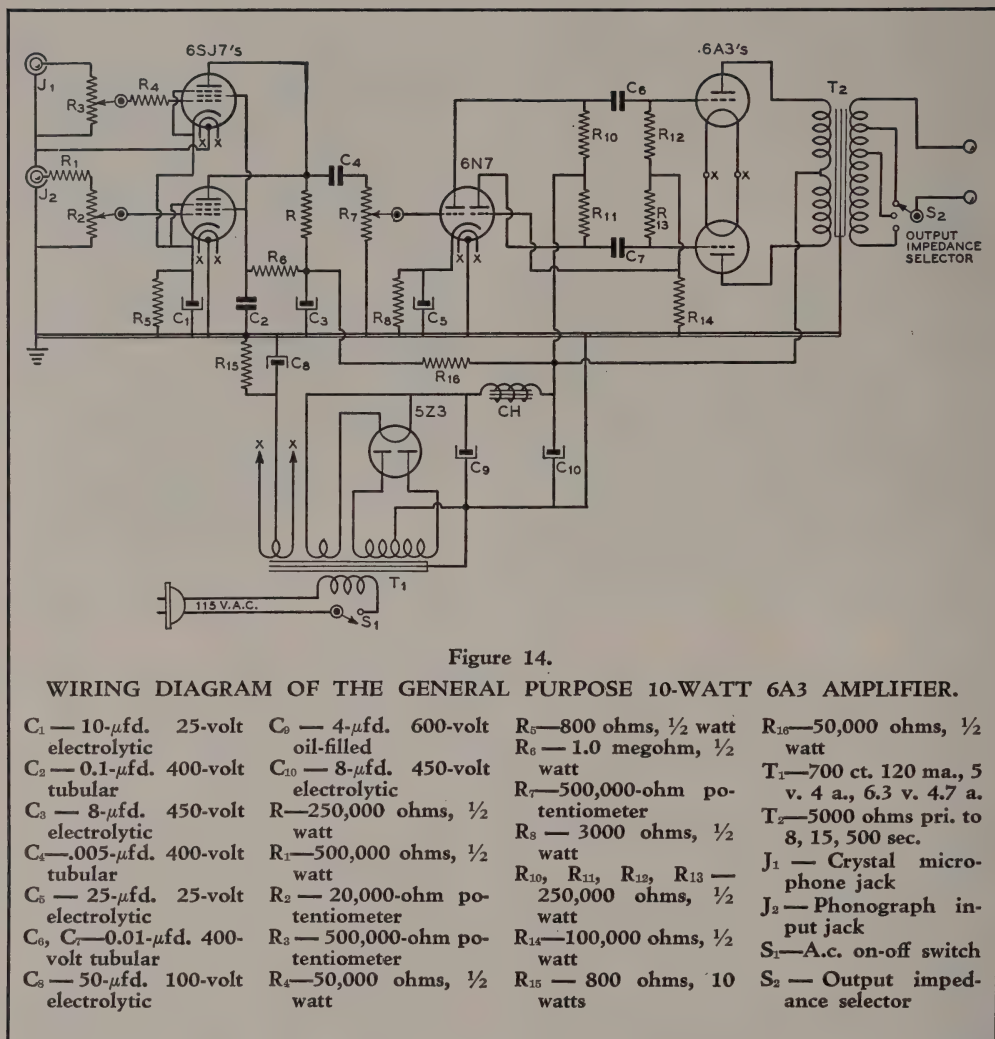 6SJ7's
.6A3's
J1
R3
R4
C6
T2
R10
R12
R1
J2
R2
C4
6N7
X
X
R
R7
R11
R13
S2
OUTPUT
IMPEDANCE
SELECTOR
X X
X X
X X
R6
C7
R5
C1
C2
C3
R8
C5
R14
R15
C8
R16
5Z3
CH
X
X
C9
C10
T1
115 V.A.C.
S1
Figure 14.
WIRING DIAGRAM OF THE GENERAL PURPOSE 10-WATT 6A3 AMPLIFIER.
C1 — 10-μfd. 25-volt
electrolytic
C2 — 0.1-μfd. 400-volt
tubular
C3 — 8-μfd. 450-volt
electrolytic
C4—.005-μfd. 400-volt
tubular
C5 — 25-μfd. 25-volt
electrolytic
C6, C7—0.01-μfd. 400-
volt tubular
C8 — 50-μfd. 100-volt
electrolytic
C9 — 4-μfd. 600-volt
oil-filled
C10 — 8-μfd. 450-volt
electrolytic
R—250,000 ohms, ½
watt
R1—500,000 ohms, ½
watt
R2 — 20,000-ohm po-
tentiometer
R3 — 500,000-ohm po-
tentiometer
R4—50,000 ohms, ½
watt
R5—800 ohms, ½ watt
R6 — 1.0 megohm, ½
watt
R7—500,000-ohm po-
tentiometer
R8 — 3000 ohms, ½
watt
R10, R11, R12, R13 —
250,000 ohms, ½
watt
R14—100,000 ohms, ½
watt
R15 — 800 ohms, 10
watts
R16—50,000 ohms, ½
watt
T1—700 ct. 120 ma., 5
v. 4 a., 6.3 v. 4.7 a.
T2—5000 ohms pri. to
8, 15, 500 sec.
J1 — Crystal micro-
phone jack
J2 — Phonograph in-
put jack
S1—A.c. on-off switch
S2 — Output imped-
ance selector